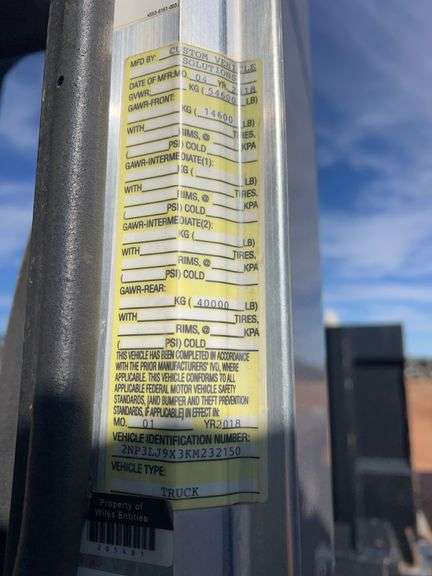 MFD BY: CUSTOM VEHICLE
SOLUTIONS
DATE OF MFR: MO. 04 YR. 2018
GVWR: KG ( 54600 LB)
GAWR-FRONT: KG ( 14600 LB)
WITH TIRES,
RIMS, @ KPA
( PSI) COLD
GAWR-INTERMEDIATE(1):
KG ( LB)
WITH TIRES,
RIMS, @ KPA
( PSI) COLD
GAWR-INTERMEDIATE(2):
KG ( LB)
WITH TIRES,
RIMS, @ KPA
( PSI) COLD
GAWR-REAR:
KG ( 40000 LB)
WITH TIRES,
RIMS, @ KPA
( PSI) COLD
THIS VEHICLE HAS BEEN COMPLETED IN ACCORDANCE
WITH THE PRIOR MANUFACTURERS' IVD, WHERE
APPLICABLE. THIS VEHICLE CONFORMS TO ALL
APPLICABLE FEDERAL MOTOR VEHICLE SAFETY
STANDARDS, [AND BUMPER AND THEFT PREVENTION
STANDARDS, IF APPLICABLE] IN EFFECT IN:
MO. 01 YR 2018
VEHICLE IDENTIFICATION NUMBER:
2NP3LJ9X3KM232150
VEHICLE TYPE:
TRUCK
Property of
Wiles Entities